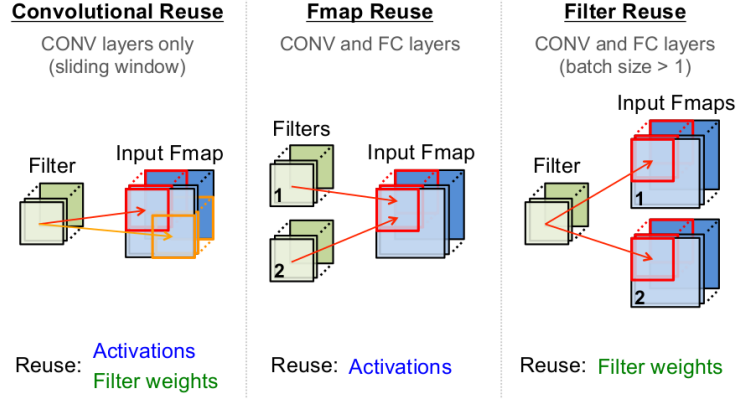 Convolutional Reuse
CONV layers only
(sliding window)
Filter
Input Fmap
Reuse:
Activations
Filter weights
Fmap Reuse
CONV and FC layers
Filters
Input Fmap
1
2
Reuse:
Activations
Filter Reuse
CONV and FC layers
(batch size > 1)
Input Fmaps
Filter
1
2
Reuse:
Filter weights